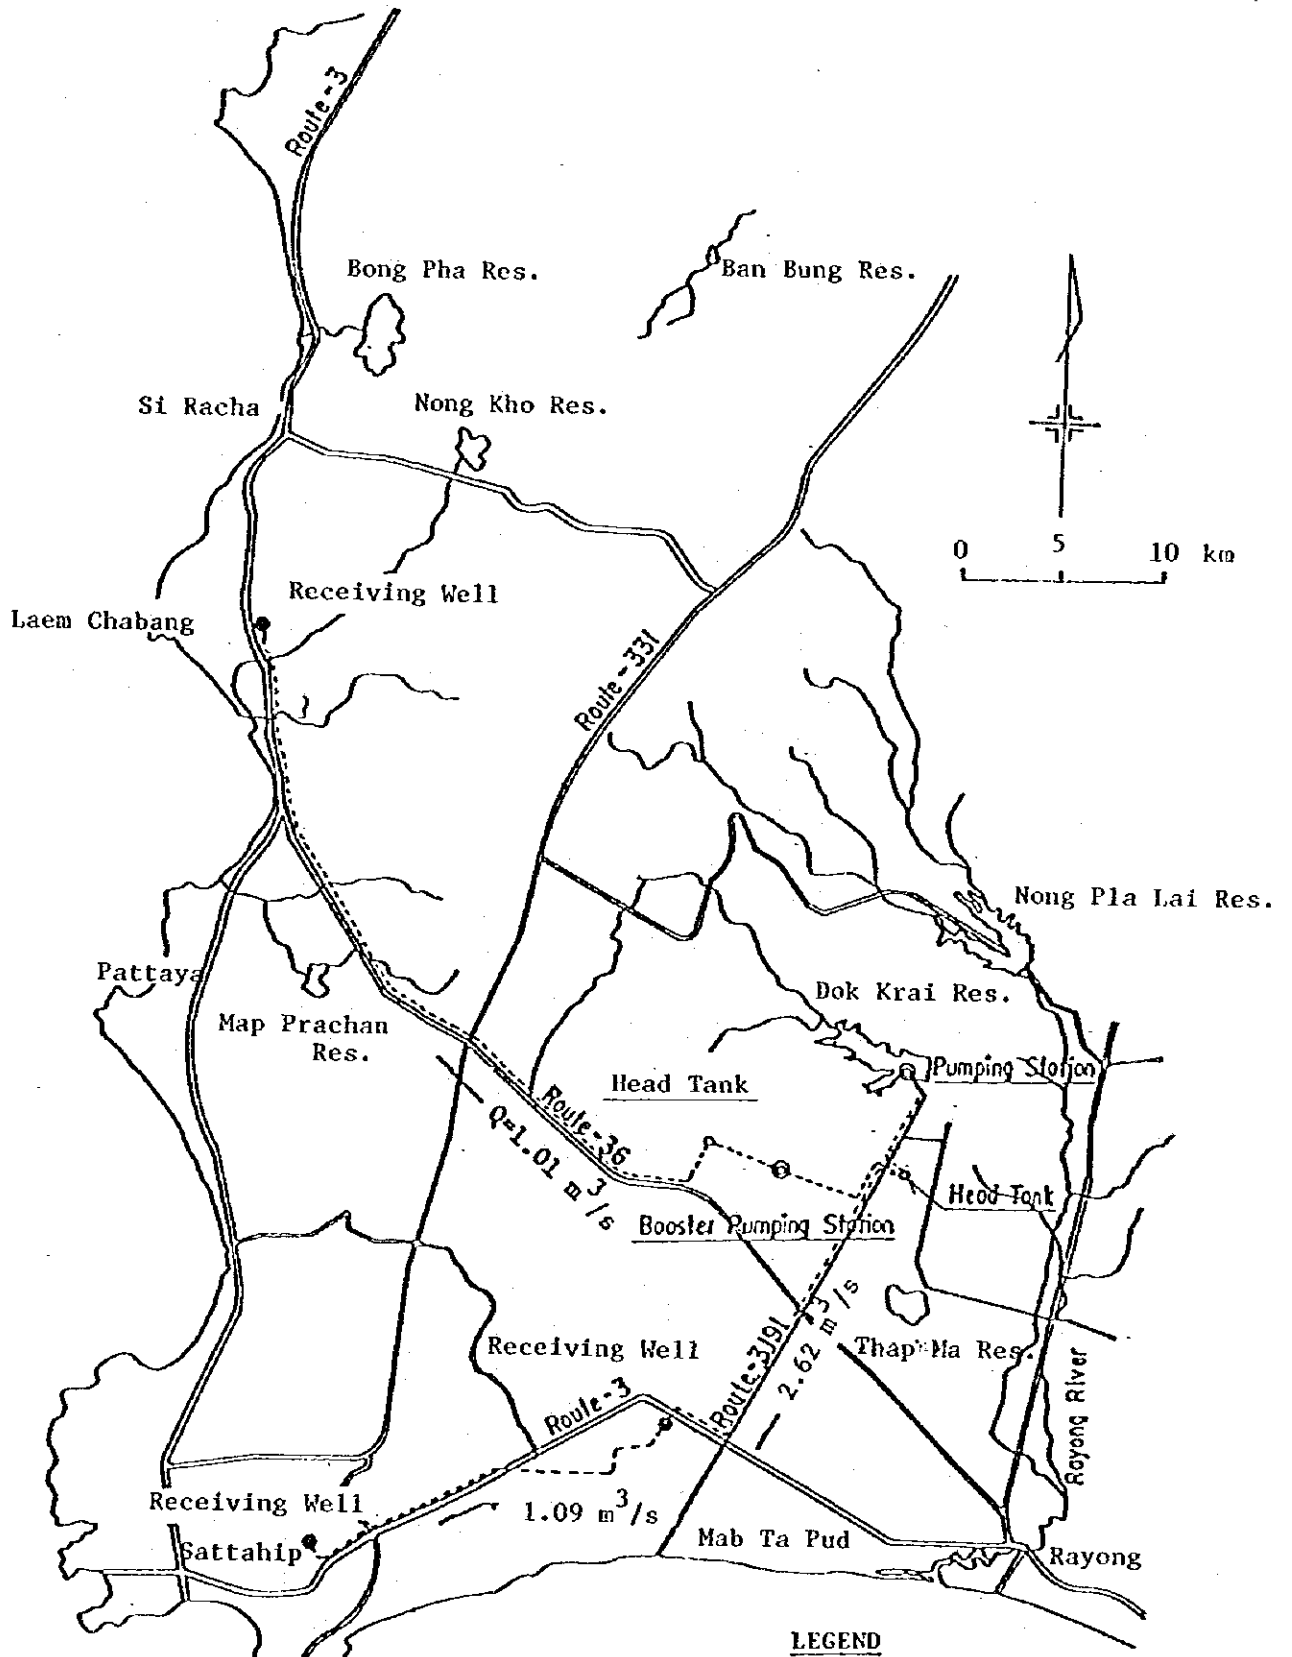 Route-3
Bong Pha Res.
Ban Bung Res.
Si Racha
Nong Kho Res.
0 5 10 km
Receiving Well
Laem Chabang
Route-331
Nong Pla Lai Res.
Pattaya
Dok Krai Res.
Map Prachan
Res.
Pumping Station
Head Tank
Route-36
Q=1.01 m³/s
Head Tank
Booster Pumping Station
Route-3191
2.62 m³/s
Thap Ma Res.
Receiving Well
Route-3
Rayong River
Receiving Well
1.09 m³/s
Sattahip
Mab Ta Pud
Rayong
LEGEND